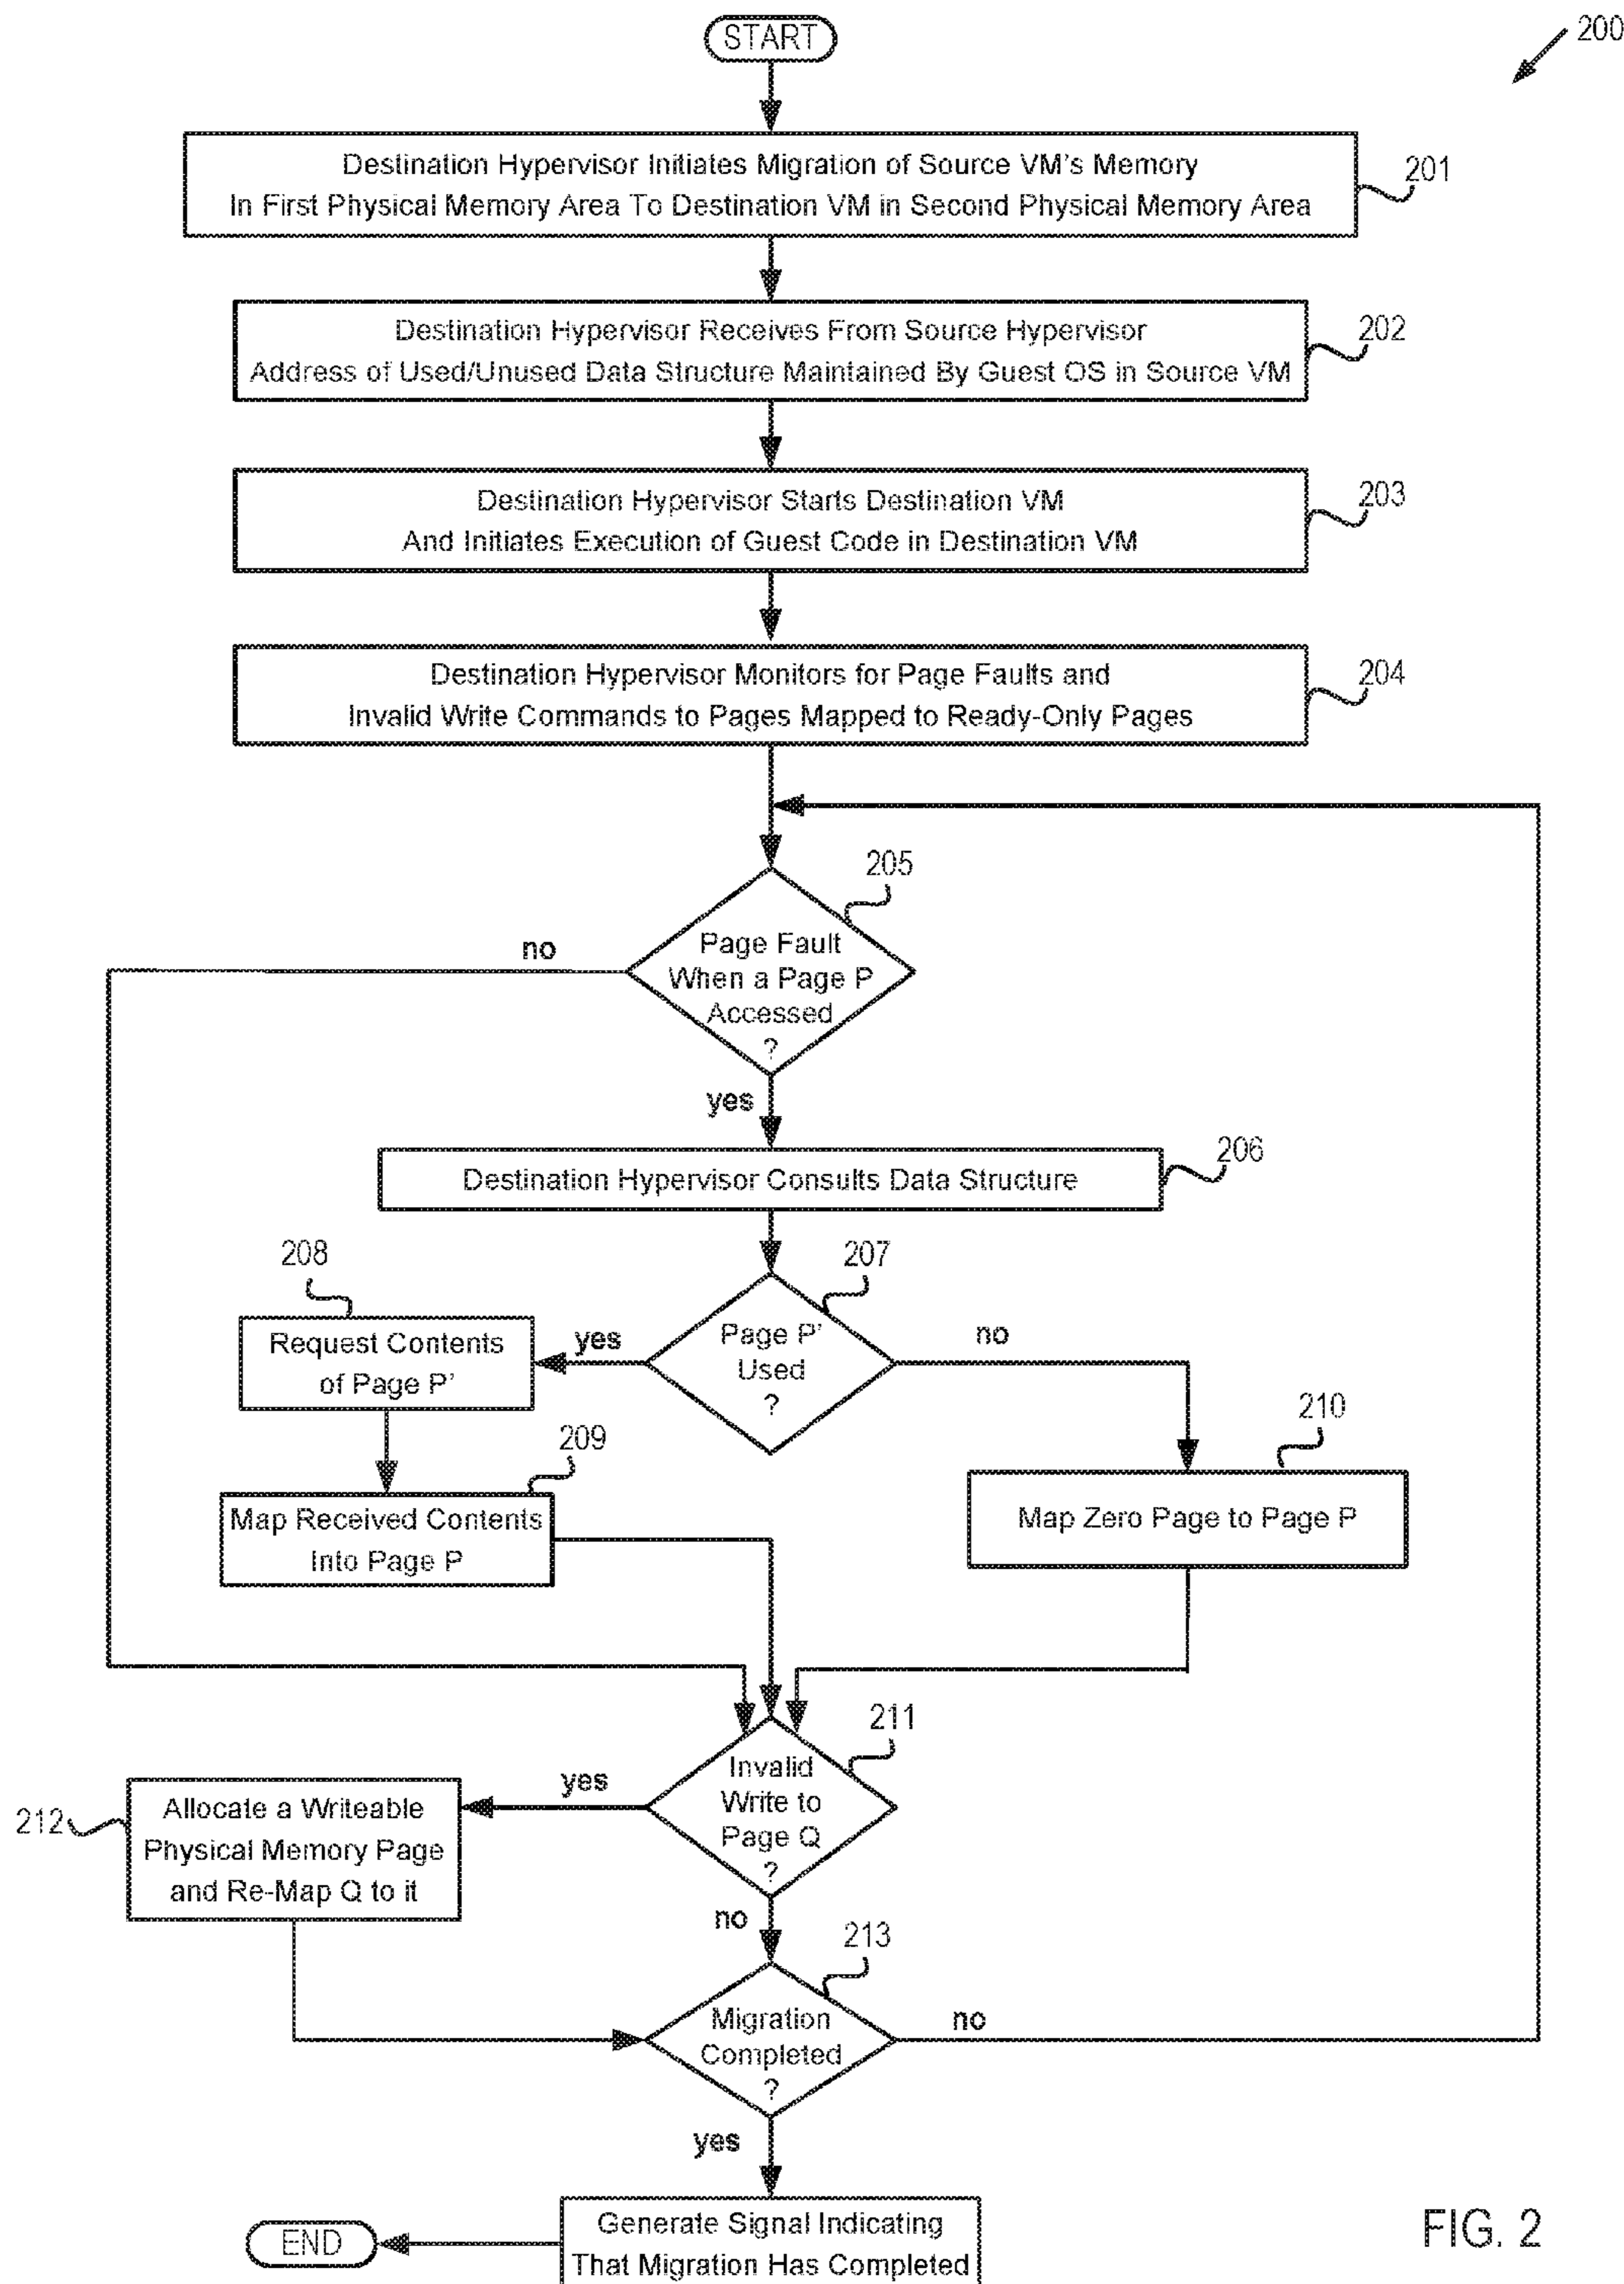 START
200
Destination Hypervisor Initiates Migration of Source VM's Memory
In First Physical Memory Area To Destination VM in Second Physical Memory Area
201
Destination Hypervisor Receives From Source Hypervisor
Address of Used/Unused Data Structure Maintained By Guest OS in Source VM
202
Destination Hypervisor Starts Destination VM
And Initiates Execution of Guest Code in Destination VM
203
Destination Hypervisor Monitors for Page Faults and
Invalid Write Commands to Pages Mapped to Ready-Only Pages
204
205
no
Page Fault
When a Page P
Accessed
?
yes
Destination Hypervisor Consults Data Structure
206
208
207
Request Contents
of Page P'
yes
Page P'
Used
?
no
209
210
Map Received Contents
Into Page P
Map Zero Page to Page P
211
Invalid
Write to
Page Q
?
yes
212
Allocate a Writeable
Physical Memory Page
and Re-Map Q to it
no
213
Migration
Completed
?
no
yes
Generate Signal Indicating
That Migration Has Completed
END
FIG. 2